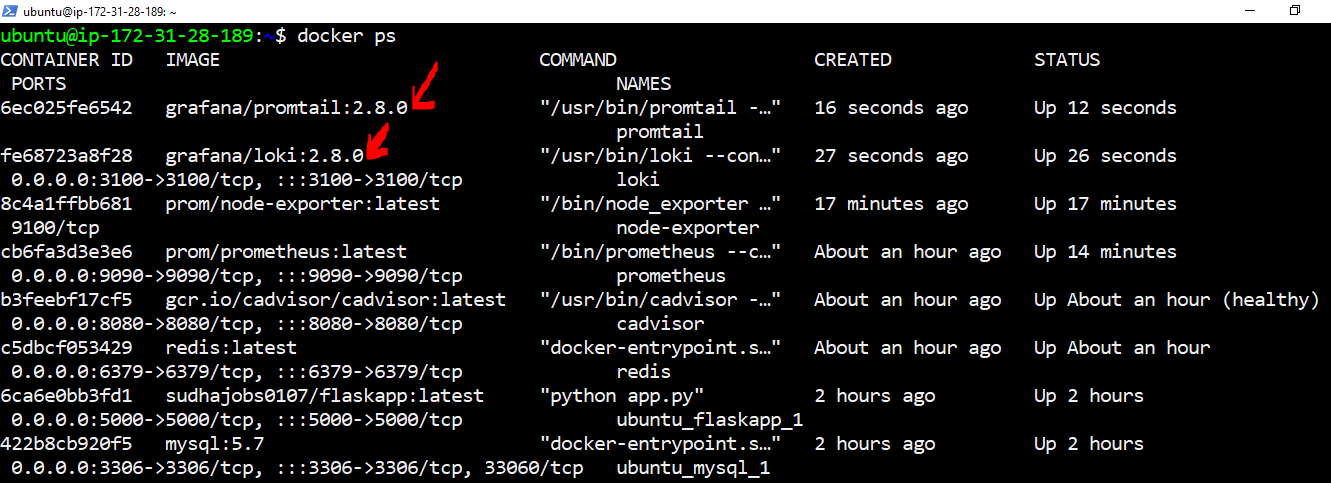 ubuntu@ip-172-31-28-189: ~
ubuntu@ip-172-31-28-189:~$ docker ps
CONTAINER ID   IMAGE                             COMMAND                  CREATED             STATUS
 PORTS                                                  NAMES
6ec025fe6542   grafana/promtail:2.8.0            "/usr/bin/promtail -…"   16 seconds ago      Up 12 seconds
                                                        promtail
fe68723a8f28   grafana/loki:2.8.0                "/usr/bin/loki --con…"   27 seconds ago      Up 26 seconds
 0.0.0.0:3100->3100/tcp, :::3100->3100/tcp              loki
8c4a1ffbb681   prom/node-exporter:latest         "/bin/node_exporter …"   17 minutes ago      Up 17 minutes
 9100/tcp                                               node-exporter
cb6fa3d3e3e6   prom/prometheus:latest            "/bin/prometheus --c…"   About an hour ago   Up 14 minutes
 0.0.0.0:9090->9090/tcp, :::9090->9090/tcp              prometheus
b3feebf17cf5   gcr.io/cadvisor/cadvisor:latest   "/usr/bin/cadvisor -…"   About an hour ago   Up About an hour (healthy)
 0.0.0.0:8080->8080/tcp, :::8080->8080/tcp              cadvisor
c5dbcf053429   redis:latest                      "docker-entrypoint.s…"   About an hour ago   Up About an hour
 0.0.0.0:6379->6379/tcp, :::6379->6379/tcp              redis
6ca6e0bb3fd1   sudhajobs0107/flaskapp:latest     "python app.py"          2 hours ago         Up 2 hours
 0.0.0.0:5000->5000/tcp, :::5000->5000/tcp              ubuntu_flaskapp_1
422b8cb920f5   mysql:5.7                         "docker-entrypoint.s…"   2 hours ago         Up 2 hours
 0.0.0.0:3306->3306/tcp, :::3306->3306/tcp, 33060/tcp   ubuntu_mysql_1